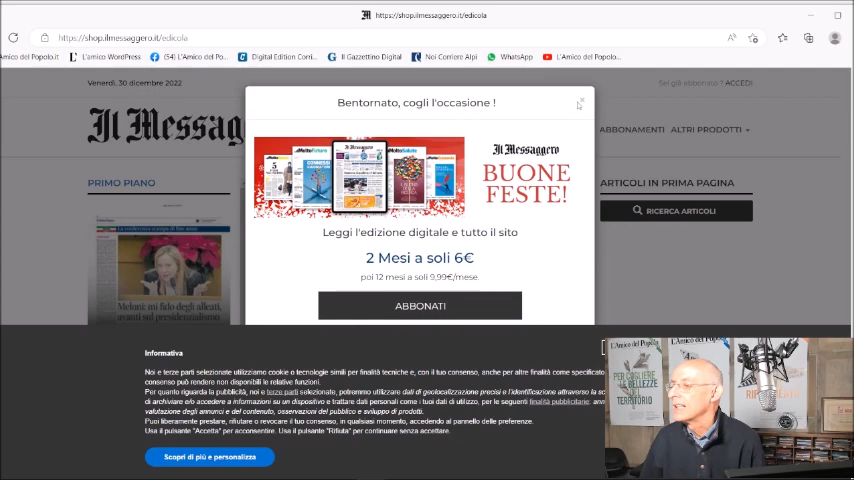 https://shop.ilmessaggero.it/edicola
https://shop.ilmessaggero.it/edicola
Amico del Popolo.it
L'amico WordPress
(54) L'Amico del Po...
Digital Edition Corri...
Il Gazzettino Digital
Noi Corriere Alpi
WhatsApp
L'Amico del Popolo...
Venerdì, 30 dicembre 2022
Sei già abbonato ? ACCEDI
Il Messag
ABBONAMENTI
ALTRI PRODOTTI
Bentornato, cogli l'occasione !
Il Messaggero
BUONE
FESTE!
Leggi l'edizione digitale e tutto il sito
2 Mesi a soli 6€
poi 12 mesi a soli 9,99€/mese.
ABBONATI
PRIMO PIANO
Meloni: mi fido degli alleati,
avanti sul presidenzialismo
ARTICOLI IN PRIMA PAGINA
RICERCA ARTICOLI
Informativa
Noi e terze parti selezionate utilizziamo cookie o tecnologie simili per finalità tecniche e, con il tuo consenso, anche per altre finalità come specificato
consenso può rendere non disponibili le relative funzioni.
Per quanto riguarda la pubblicità, noi e terze parti selezionate, potremmo utilizzare dati di geolocalizzazione precisi e l'identificazione attraverso la
di archiviare e/o accedere a informazioni su un dispositivo e trattare dati personali come i tuoi dati di utilizzo, per le seguenti finalità pubblicitarie:
valutazione degli annunci e del contenuto, osservazioni del pubblico e sviluppo di prodotti.
Puoi liberamente prestare, rifiutare o revocare il tuo consenso, in qualsiasi momento, accedendo al pannello delle preferenze.
Usa il pulsante "Accetta" per acconsentire. Usa il pulsante "Rifiuta" per continuare senza accettare.
Scopri di più e personalizza
L'Amico del Popolo
L'Amico del Popolo
PER COGLIERE
LE BELLEZZE
DEL
TERRITORIO